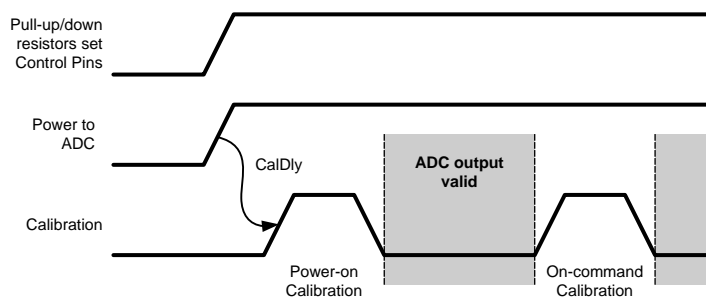 Pull-up/down
resistors set
Control Pins
Power to
ADC
CalDly
ADC output
valid
Calibration
Power-on
Calibration
On-command
Calibration